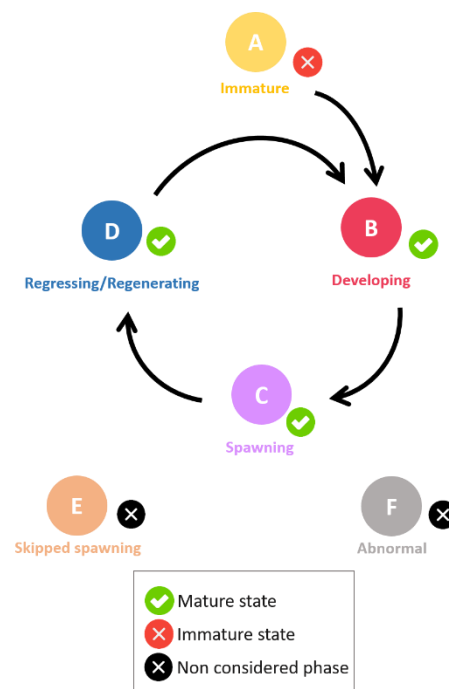 A
Immature
D
B
Regressing/Regenerating
Developing
C
Spawning
E
F
Skipped spawning
Abnormal
Mature state
Immature state
Non considered phase